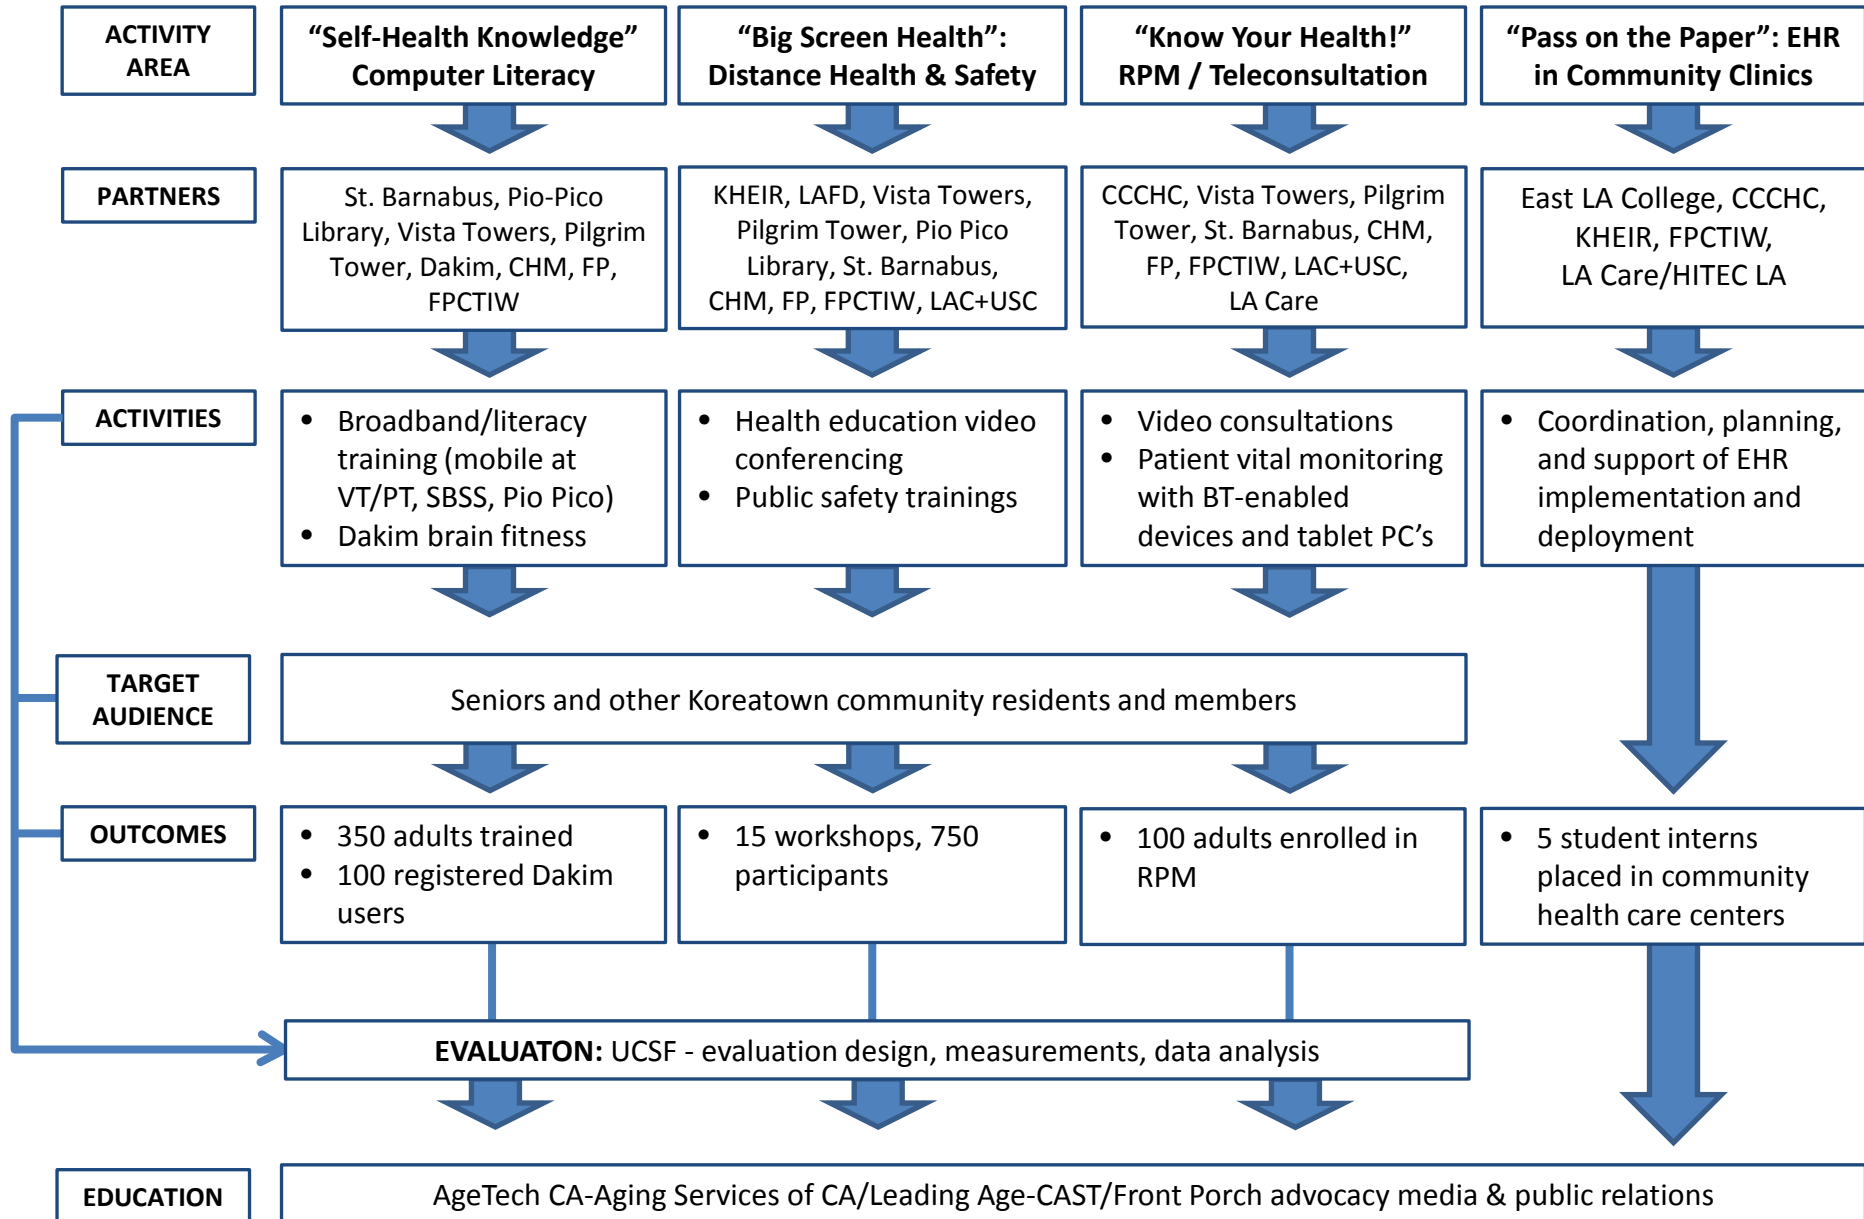 ACTIVITY
AREA
“Self-Health Knowledge”
Computer Literacy
“Big Screen Health”:
Distance Health & Safety
“Know Your Health!”
RPM / Teleconsultation
“Pass on the Paper”: EHR
in Community Clinics
PARTNERS
St. Barnabus, Pio-Pico
Library, Vista Towers, Pilgrim
Tower, Dakim, CHM, FP,
FPCTIW
KHEIR, LAFD, Vista Towers,
Pilgrim Tower, Pio Pico
Library, St. Barnabus,
CHM, FP, FPCTIW, LAC+USC
CCCHC, Vista Towers, Pilgrim
Tower, St. Barnabus, CHM,
FP, FPCTIW, LAC+USC,
LA Care
East LA College, CCCHC,
KHEIR, FPCTIW,
LA Care/HITEC LA
ACTIVITIES
• Broadband/literacy
training (mobile at
VT/PT, SBSS, Pio Pico)
• Dakim brain fitness
• Health education video
conferencing
• Public safety trainings
• Video consultations
• Patient vital monitoring
with BT-enabled
devices and tablet PC’s
• Coordination, planning,
and support of EHR
implementation and
deployment
TARGET
AUDIENCE
Seniors and other Koreatown community residents and members
OUTCOMES
• 350 adults trained
• 100 registered Dakim
users
• 15 workshops, 750
participants
• 100 adults enrolled in
RPM
• 5 student interns
placed in community
health care centers
EVALUATON: UCSF - evaluation design, measurements, data analysis
EDUCATION
AgeTech CA-Aging Services of CA/Leading Age-CAST/Front Porch advocacy media & public relations